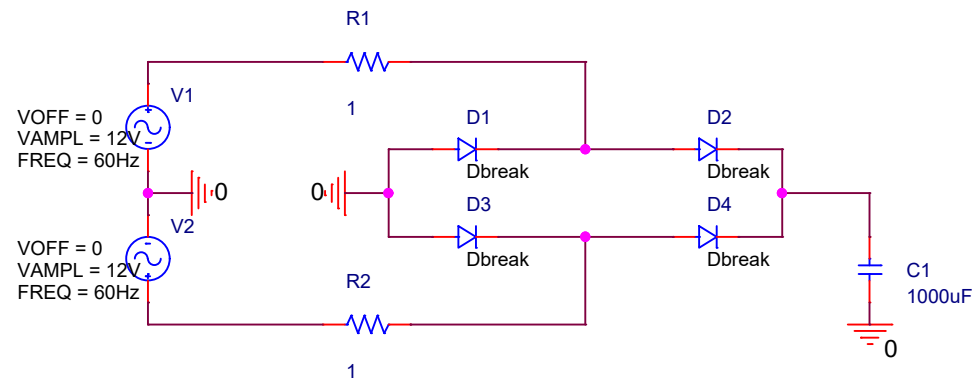 R1
1
V1
VOFF = 0
VAMPL = 12V
FREQ = 60Hz
D1
Dbreak
D2
Dbreak
0
0
V2
VOFF = 0
VAMPL = 12V
FREQ = 60Hz
D3
Dbreak
D4
Dbreak
R2
1
C1
1000uF
0